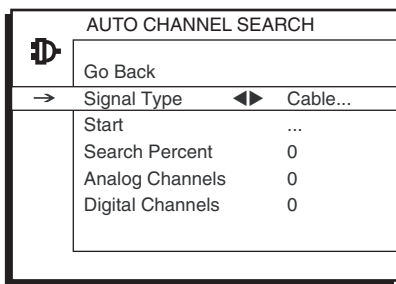 AUTO CHANNEL SEARCH
Go Back
→ Signal Type ◀▶ Cable...
Start ...
Search Percent 0
Analog Channels 0
Digital Channels 0